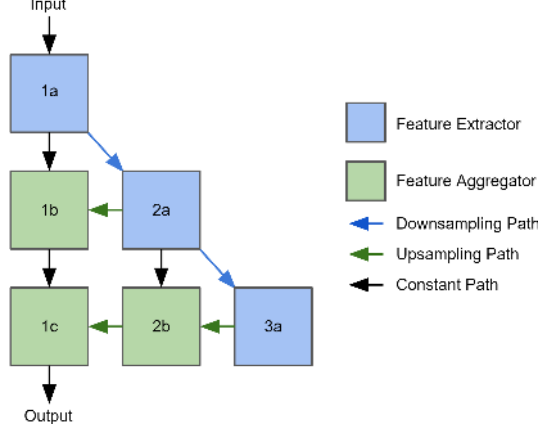 Input
1a
1b
2a
1c
2b
3a
Output
Feature Extractor
Feature Aggregator
Downsampling Path
Upsampling Path
Constant Path